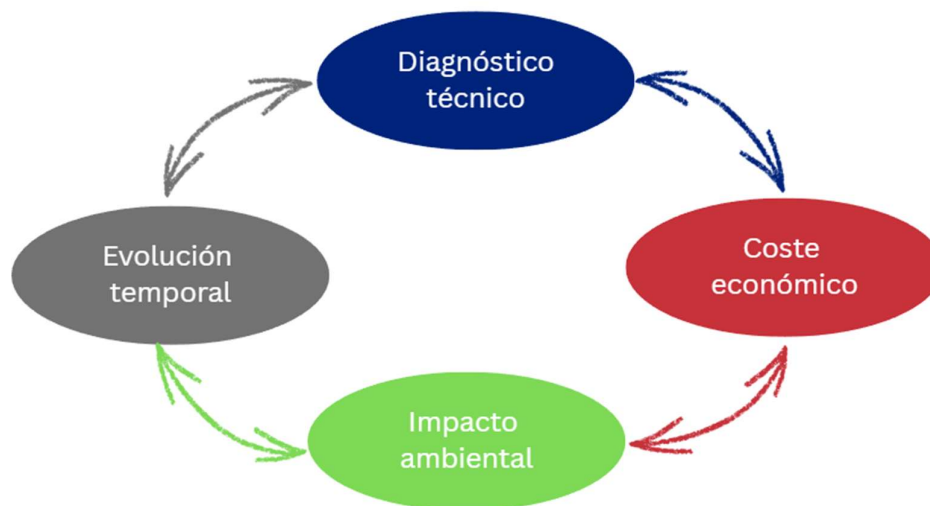 Diagnóstico
técnico
Evolución
temporal
Coste
económico
Impacto
ambiental